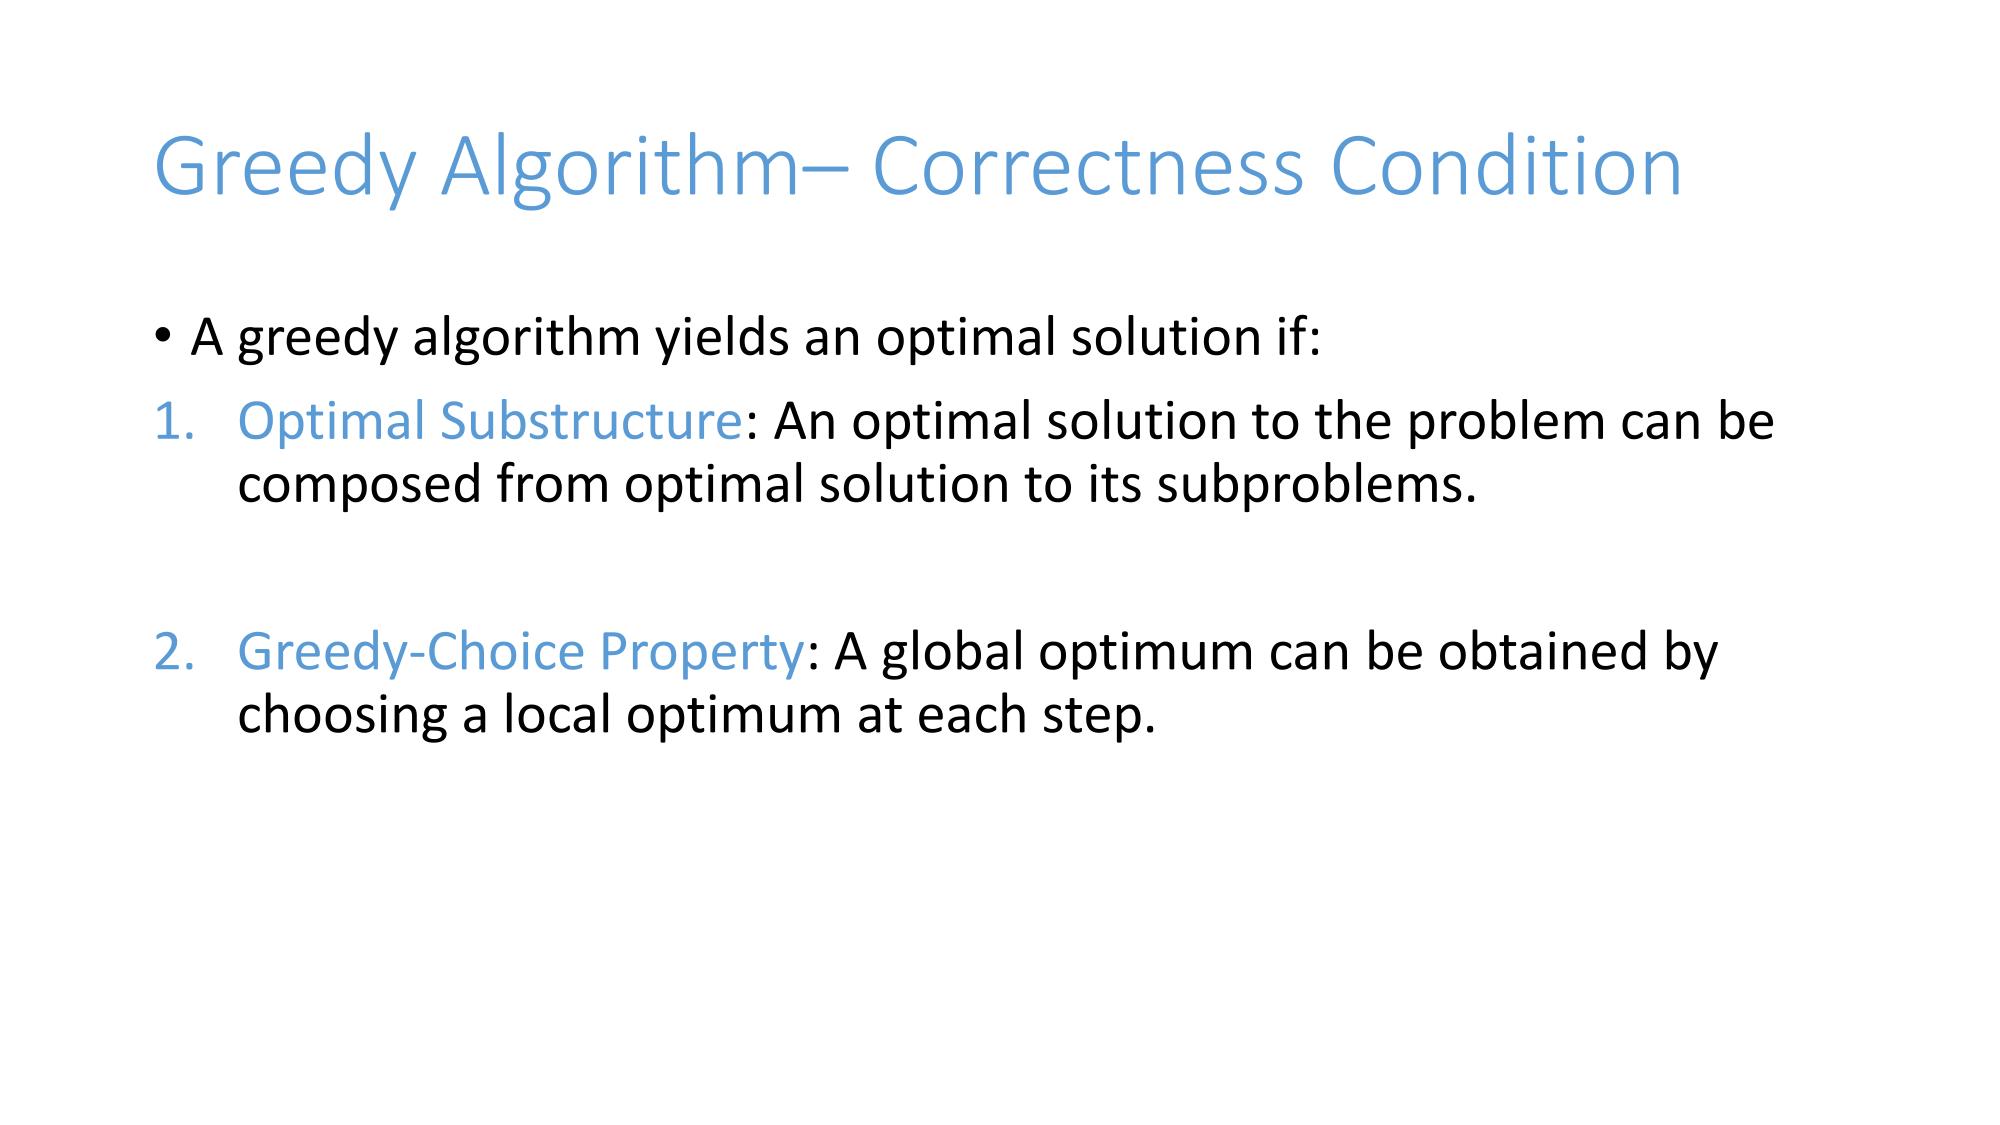 Greedy Algorithm– Correctness Condition
• A greedy algorithm yields an optimal solution if:
1. Optimal Substructure: An optimal solution to the problem can be
composed from optimal solution to its subproblems.
2. Greedy-Choice Property: A global optimum can be obtained by
choosing a local optimum at each step.